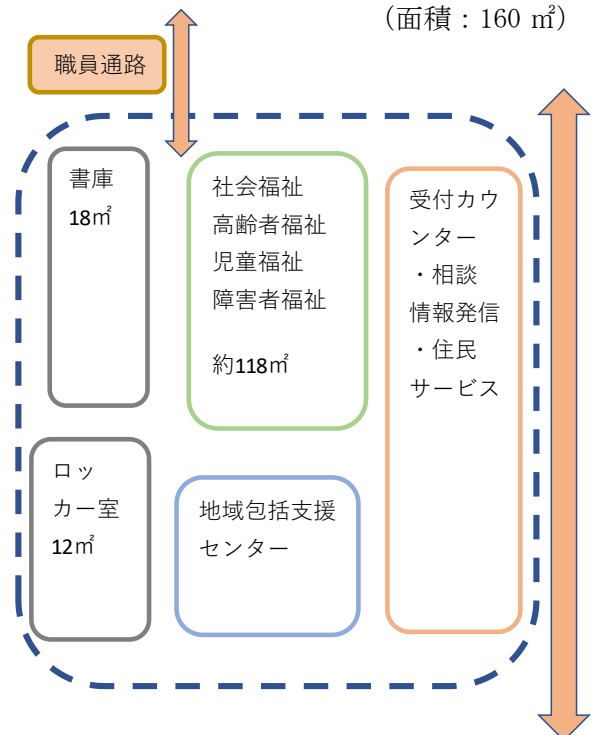 (面積:160 ㎡)
職員通路
書庫
18㎡
社会福祉
高齢者福祉
児童福祉
障害者福祉
約118㎡
受付カウ
ンター
・相談
情報発信
・住民
サービス
ロッ
カー室
12㎡
地域包括支援
センター